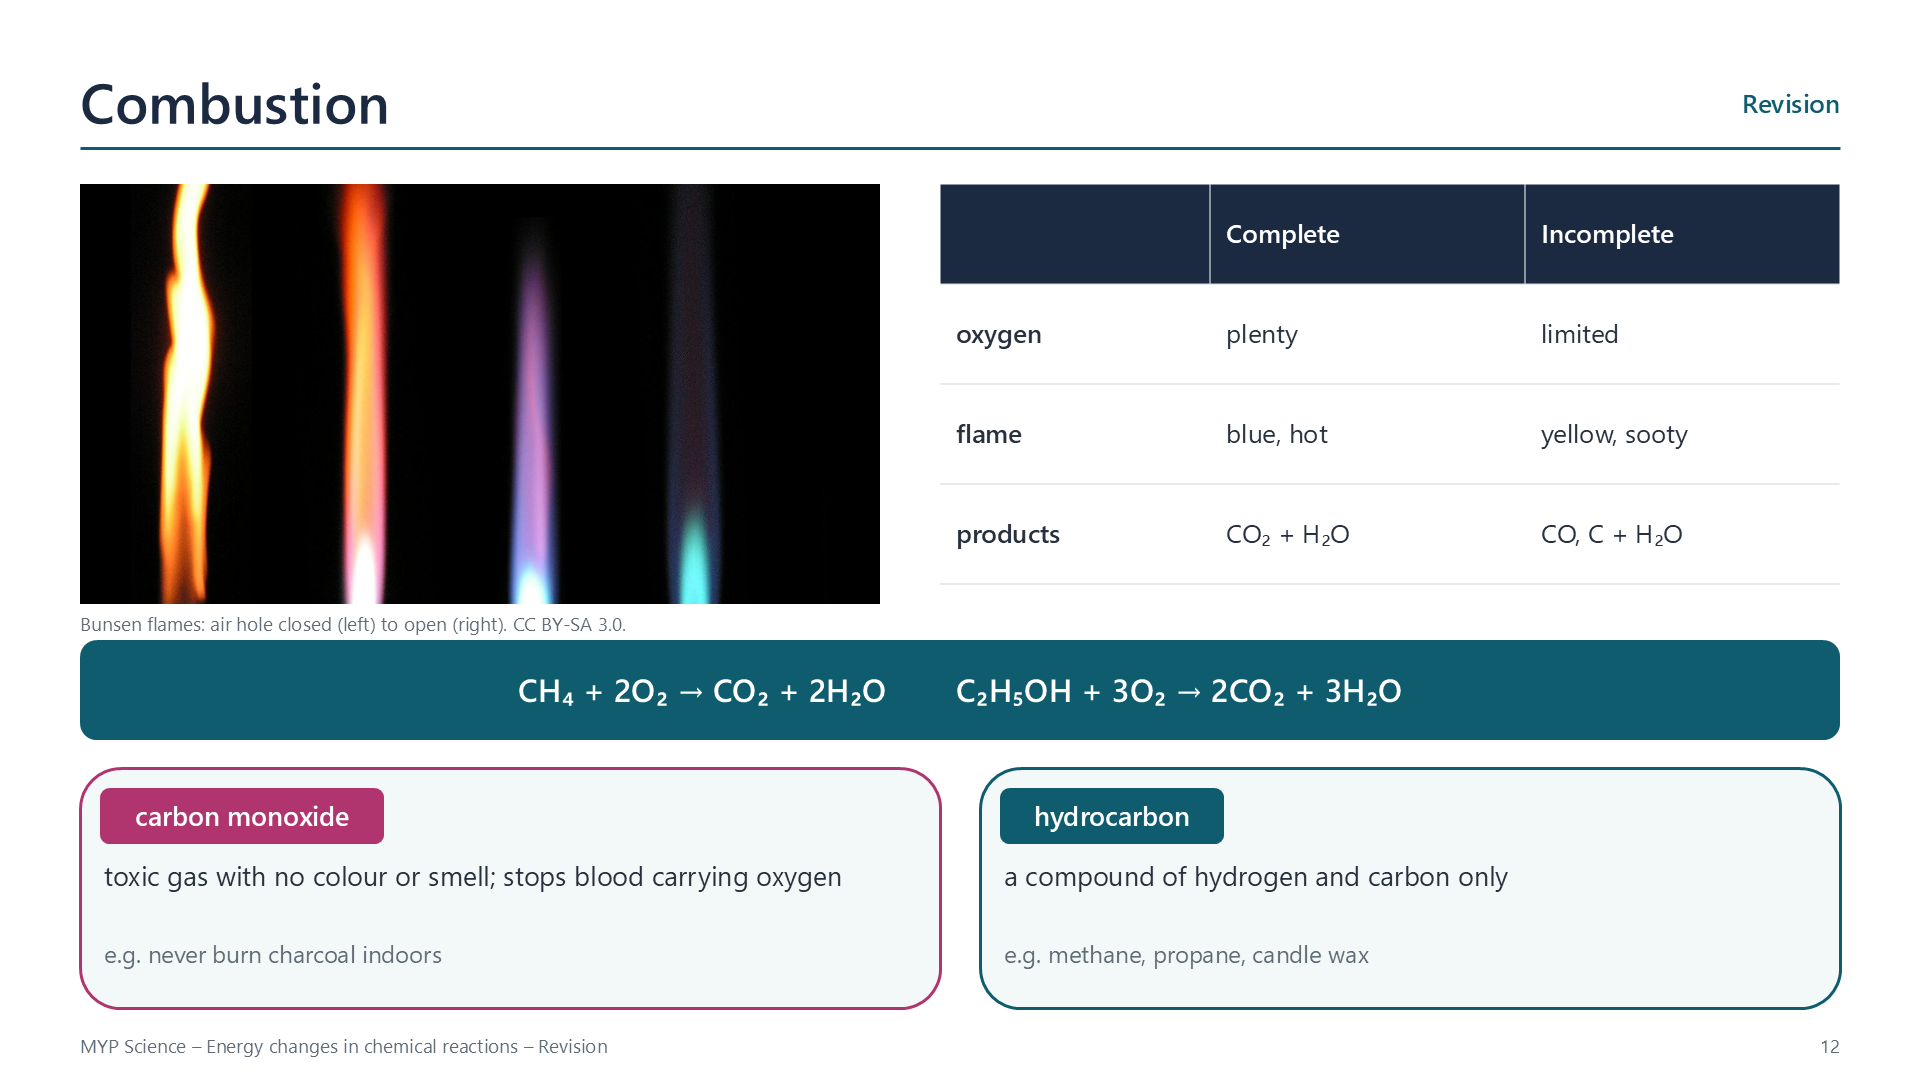 Combustion
Revision
Complete
Incomplete
oxygen
plenty
limited
flame
blue, hot
yellow, sooty
products
CO₂ + H₂O
CO, C + H₂O
Bunsen flames: air hole closed (left) to open (right). CC BY-SA 3.0.
CH₄ + 2O₂ → CO₂ + 2H₂O
C₂H₅OH + 3O₂ → 2CO₂ + 3H₂O
carbon monoxide
toxic gas with no colour or smell; stops blood carrying oxygen
e.g. never burn charcoal indoors
hydrocarbon
a compound of hydrogen and carbon only
e.g. methane, propane, candle wax
MYP Science – Energy changes in chemical reactions – Revision
12